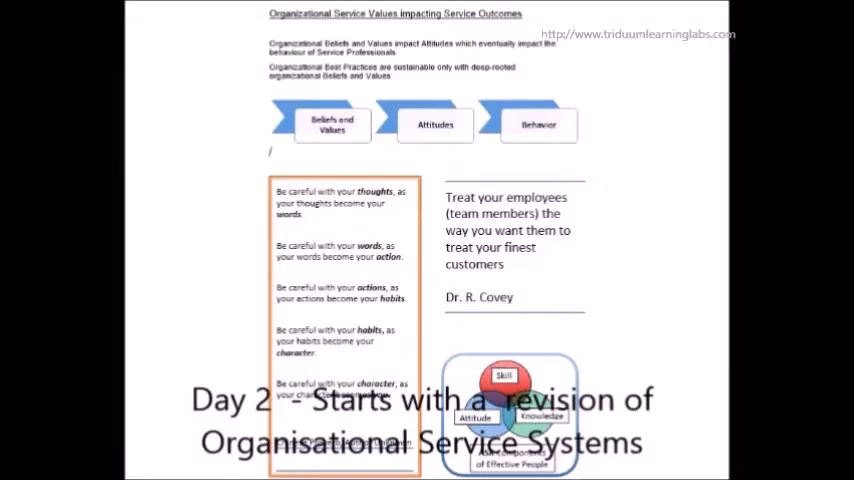 Organizational Service Values impacting Service Outcomes
http://www.triduumlearninglabs.com
Organizational Beliefs and Values impact Attitudes which eventually impact the
behaviour of Service Professionals
Organizational Best Practices are sustainable only with deep-rooted
organizational Beliefs and Values
Beliefs and
Values
Attitudes
Behavior
/
Be careful with your thoughts, as
your thoughts become your
words.
Be careful with your words, as
your words become your action.
Be careful with your actions, as
your actions become your habits.
Be careful with your habits, as
your habits become your
character.
Be careful with your character, as
your character
Treat your employees
(team members) the
way you want them to
treat your finest
customers
Dr. R. Covey
Skill
Attitude
Knowledge
ASK Components
of Effective People
Day 2 - Starts with a revision of
Organisational Service Systems